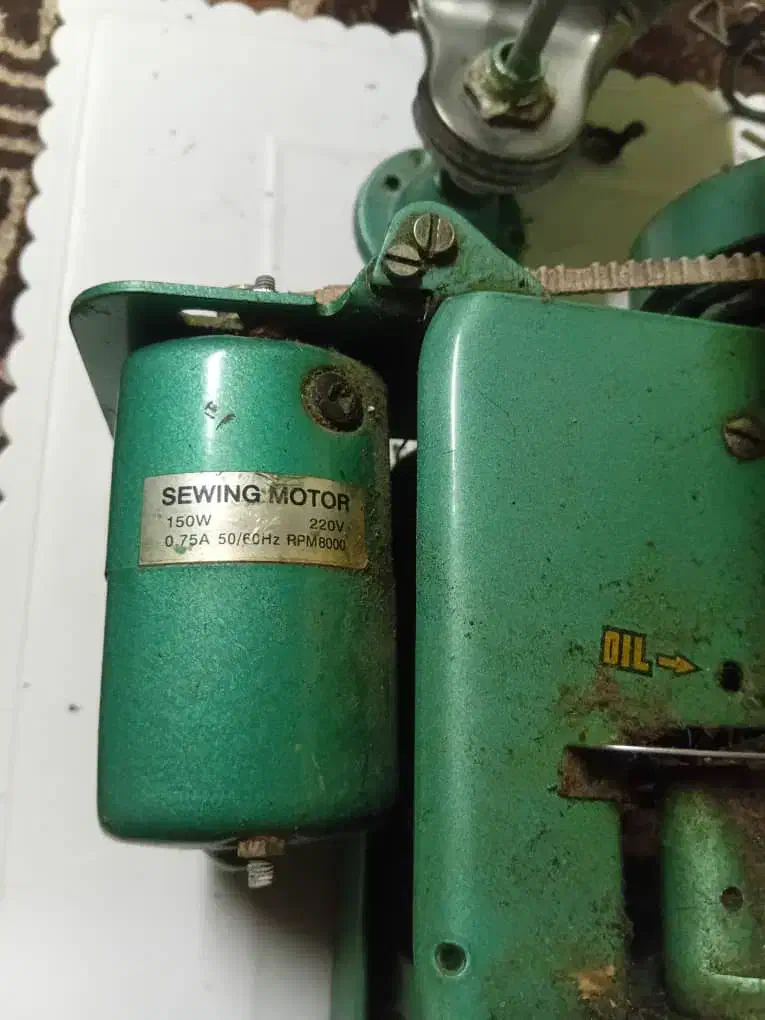 SEWING MOTOR
150W 220V
0.75A 50/60Hz RPM8000
OIL →